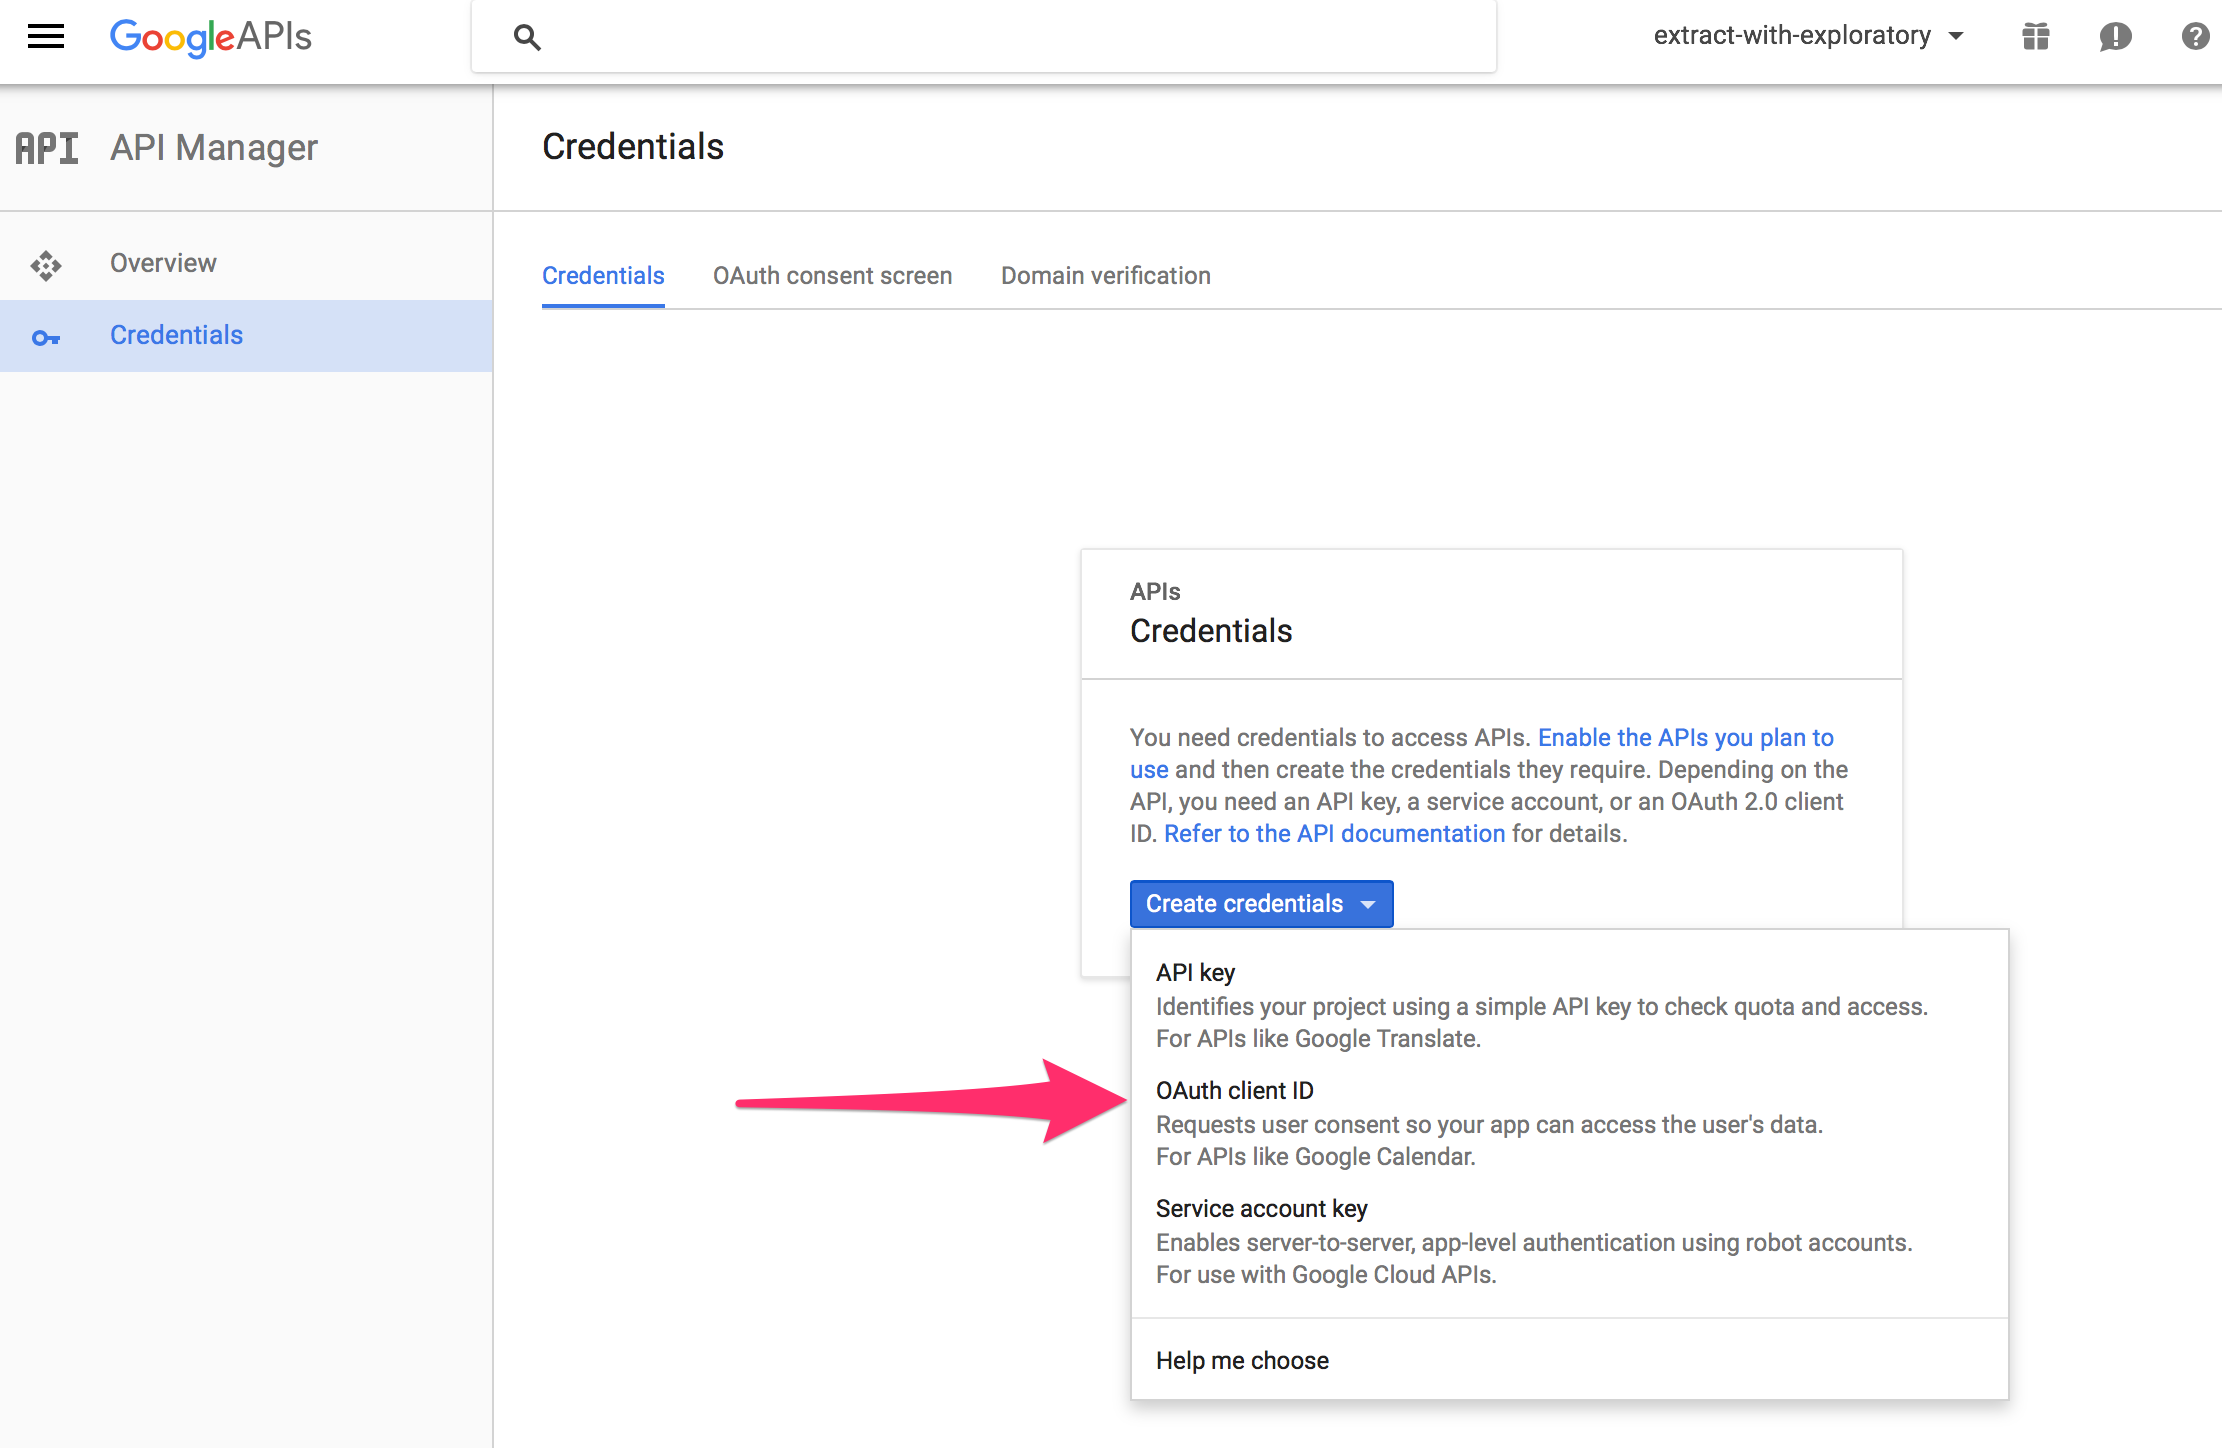 Google APIs
extract-with-exploratory
API
API Manager
Credentials
Overview
Credentials
Credentials
OAuth consent screen
Domain verification
APIs
Credentials
You need credentials to access APIs. Enable the APIs you plan to
use and then create the credentials they require. Depending on the
API, you need an API key, a service account, or an OAuth 2.0 client
ID. Refer to the API documentation for details.
Create credentials
API key
Identifies your project using a simple API key to check quota and access.
For APIs like Google Translate.
OAuth client ID
Requests user consent so your app can access the user's data.
For APIs like Google Calendar.
Service account key
Enables server-to-server, app-level authentication using robot accounts.
For use with Google Cloud APIs.
Help me choose